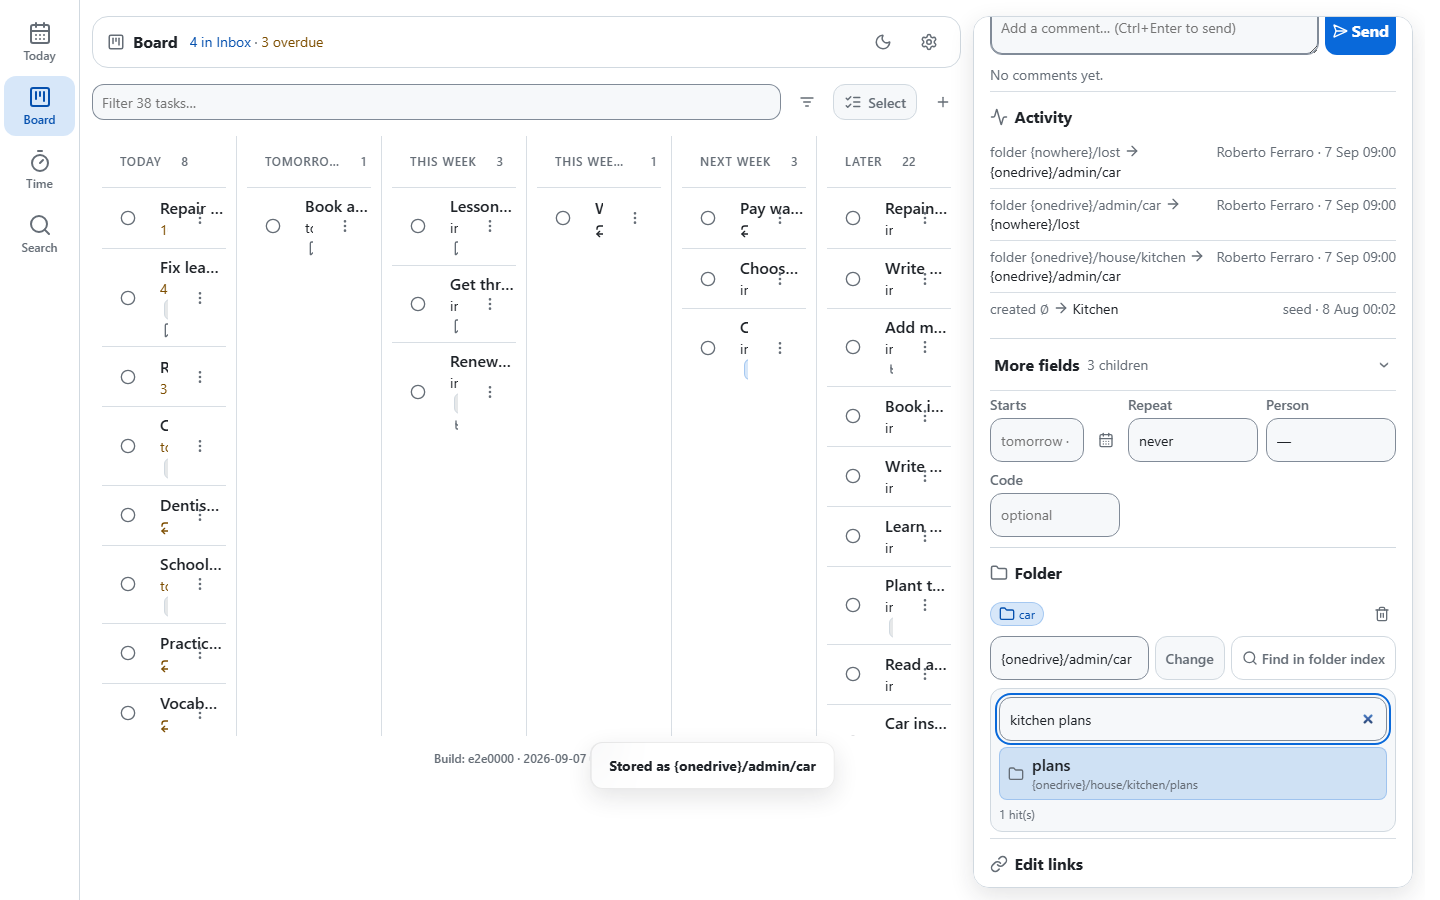 Today
Board
Time
Search
Board
4 in Inbox · 3 overdue
Filter 38 tasks...
Select
TODAY 8
Repair ...
1
Fix lea...
4
R
3
C
Dentis...
School...
Practic...
Vocab...
TOMORRO... 1
Book a...
THIS WEEK 3
Lesson...
Get thr...
Renew...
THIS WEE... 1
NEXT WEEK 3
Pay wa...
Choos...
C
LATER 22
Repain...
Write ...
Add m...
Book i...
Write ...
Learn ...
Plant t...
Read a...
Car ins...
Build: e2e0000 · 2026-09-07
Stored as {onedrive}/admin/car
Add a comment... (Ctrl+Enter to send)
Send
No comments yet.
Activity
folder {nowhere}/lost → Roberto Ferraro · 7 Sep 09:00
{onedrive}/admin/car
folder {onedrive}/admin/car → Roberto Ferraro · 7 Sep 09:00
{nowhere}/lost
folder {onedrive}/house/kitchen → Roberto Ferraro · 7 Sep 09:00
{onedrive}/admin/car
created Ø → Kitchen seed · 8 Aug 00:02
More fields 3 children
Starts Repeat Person
tomorrow · never —
Code
optional
Folder
car
{onedrive}/admin/car Change Find in folder index
kitchen plans
plans
{onedrive}/house/kitchen/plans
1 hit(s)
Edit links